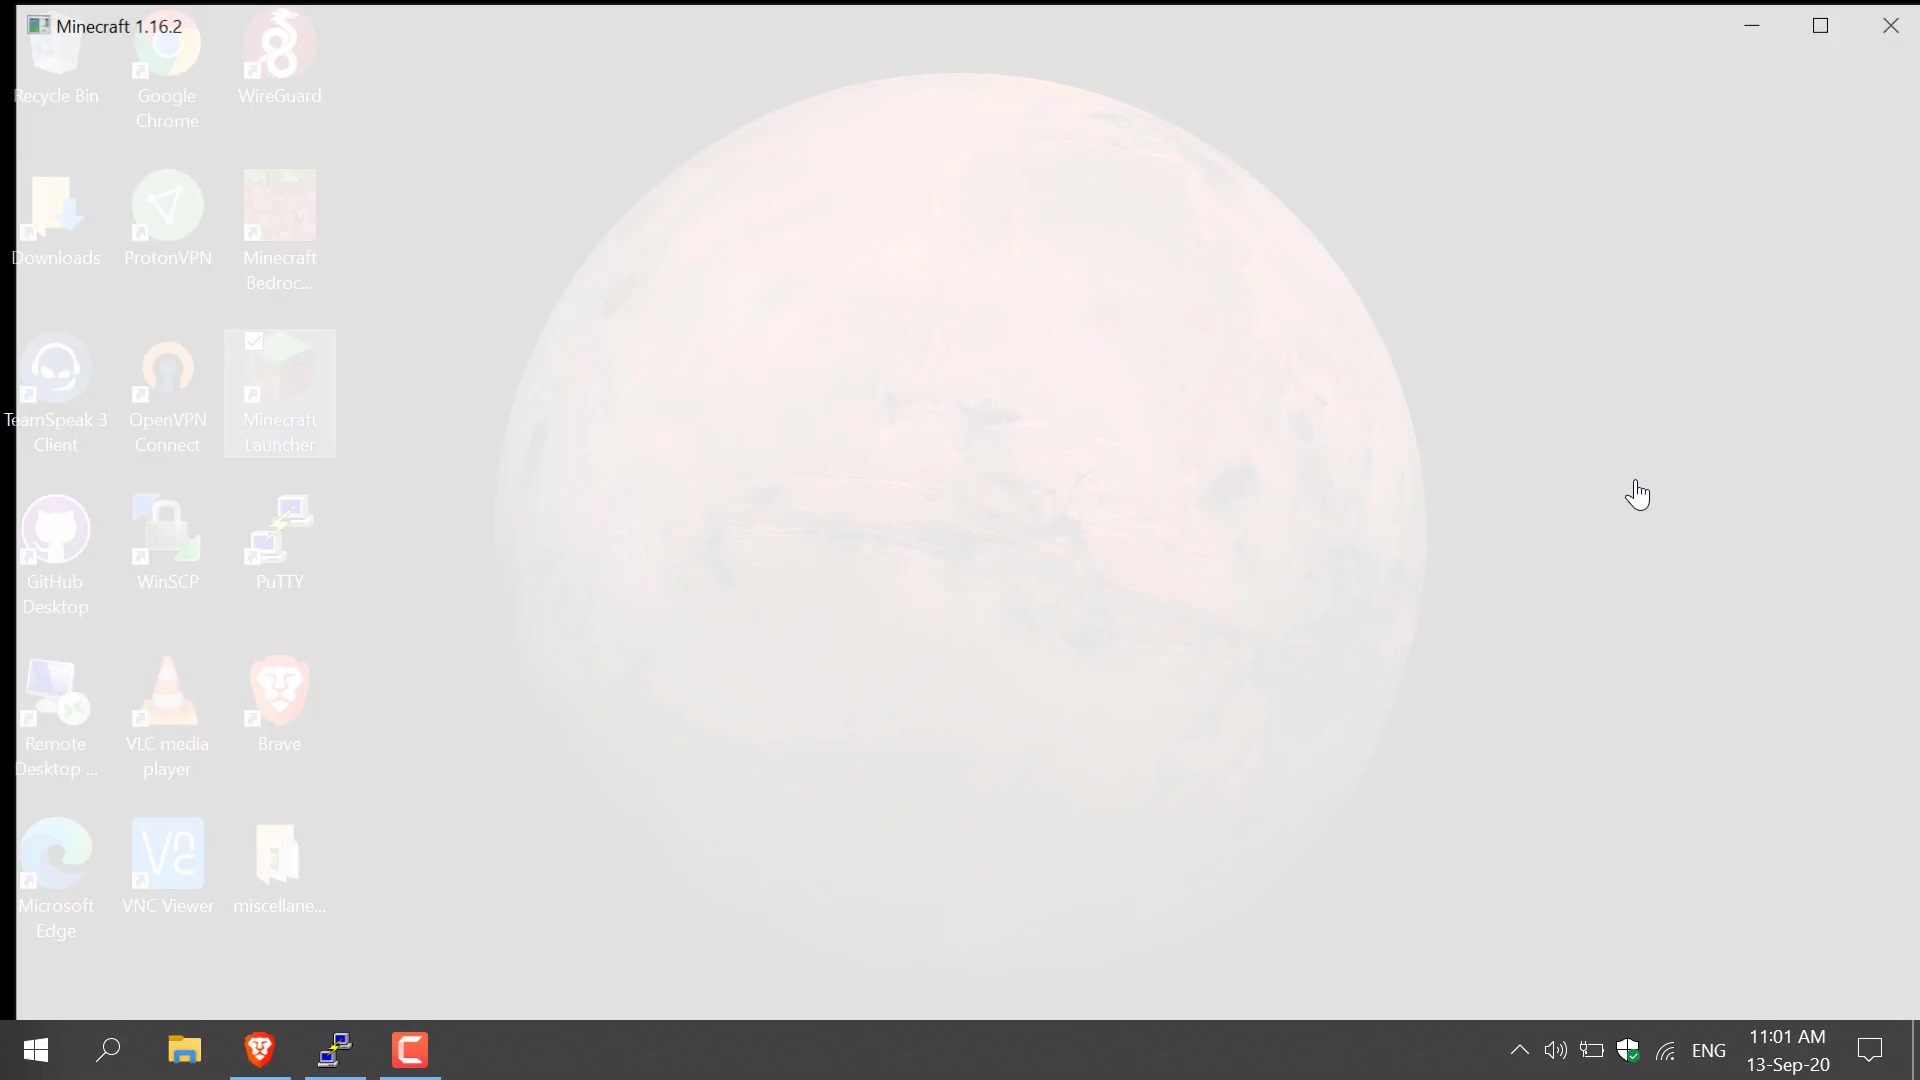 Minecraft 1.16.2
Recycle Bin
Google
Chrome
WireGuard
Downloads
ProtonVPN
Minecraft
Bedroc...
TeamSpeak 3
Client
OpenVPN
Connect
Minecraft
Launcher
GitHub
Desktop
WinSCP
PuTTY
Remote
Desktop ...
VLC media
player
Brave
Microsoft
Edge
VNC Viewer
miscellane...
ENG
11:01 AM
13-Sep-20